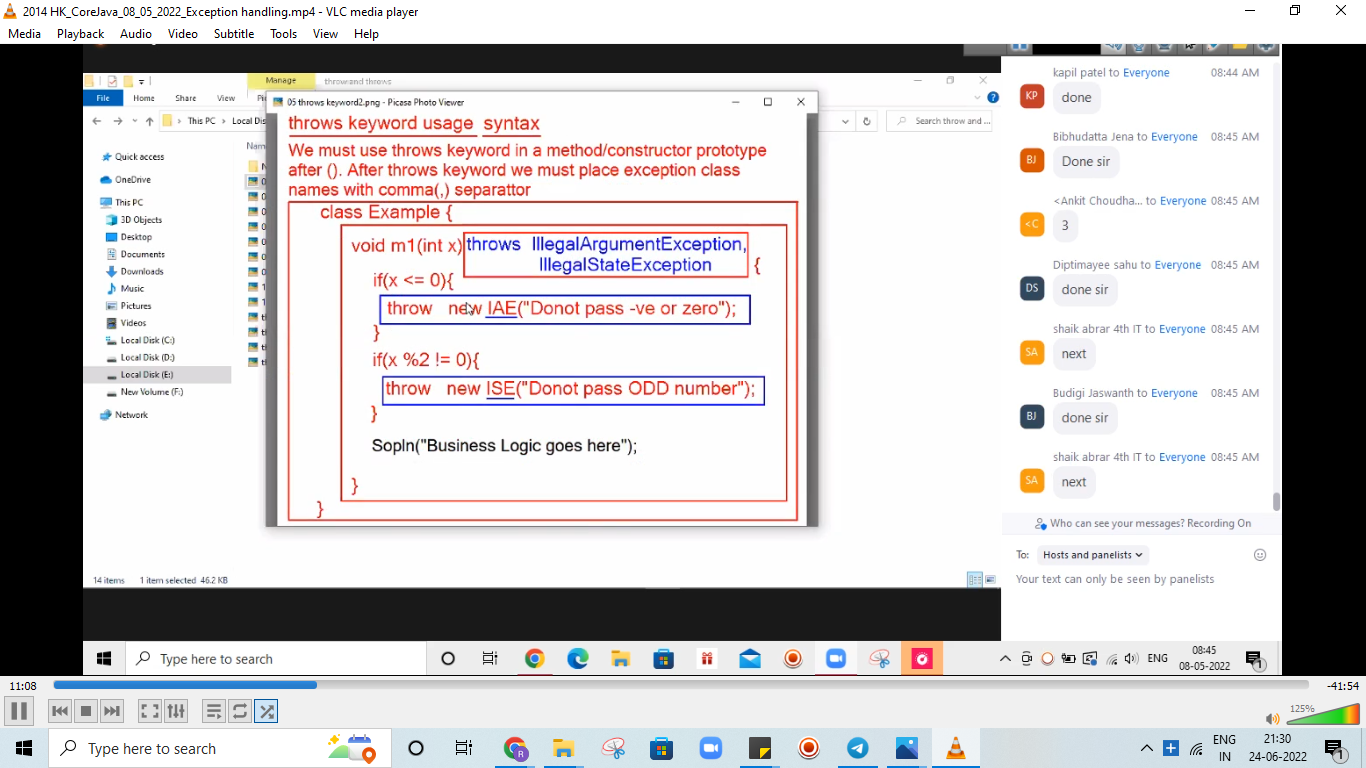 2014 HK_CoreJava_08_05_2022_Exception handling.mp4 - VLC media player
Media Playback Audio Video Subtitle Tools View Help
Manage throw and throws
File Home Share View
This PC Local Dis
Search throw and ...
Nam
Quick access
OneDrive
This PC
3D Objects
Desktop
Documents
Downloads
Music
Pictures
Videos
Local Disk (C:)
Local Disk (D:)
Local Disk (E:)
New Volume (F:)
Network
14 items 1 item selected 46.2 KB
05 throws keyword2.png - Picasa Photo Viewer
throws keyword usage syntax
We must use throws keyword in a method/constructor prototype
after (). After throws keyword we must place exception class
names with comma(,) separattor
class Example {
void m1(int x) throws IllegalArgumentException,
IllegalStateException {
if(x <= 0){
throw new IAE("Donot pass -ve or zero");
}
if(x %2 != 0){
throw new ISE("Donot pass ODD number");
}
Sopln("Business Logic goes here");
}
}
kapil patel to Everyone 08:44 AM
KP done
Bibhudatta Jena to Everyone 08:45 AM
BJ Done sir
<Ankit Choudha... to Everyone 08:45 AM
<C 3
Diptimayee sahu to Everyone 08:45 AM
DS done sir
shaik abrar 4th IT to Everyone 08:45 AM
SA next
Budigi Jaswanth to Everyone 08:45 AM
BJ done sir
shaik abrar 4th IT to Everyone 08:45 AM
SA next
Who can see your messages? Recording On
To: Hosts and panelists
Your text can only be seen by panelists
Type here to search
ENG
08:45
08-05-2022
1
11:08 -41:54
125%
Type here to search
ENG
IN
21:30
24-06-2022
1